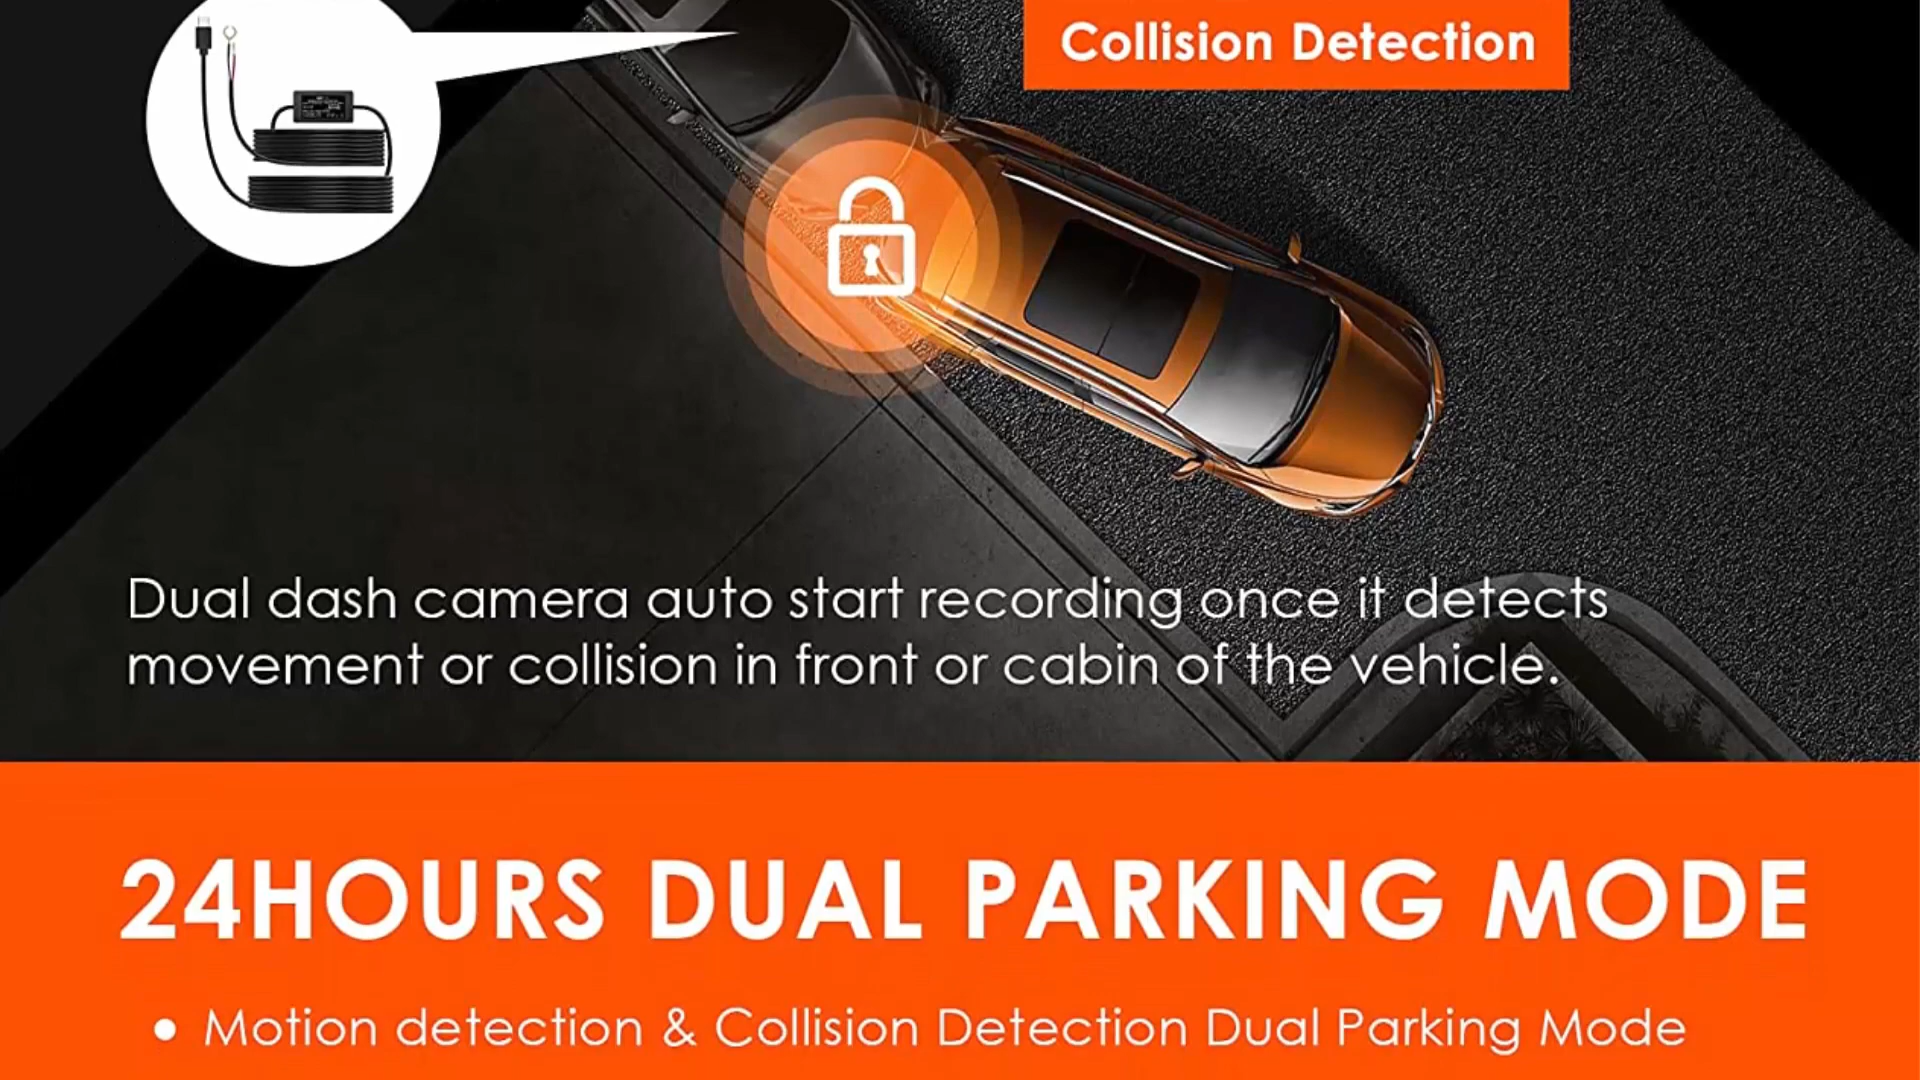 Collision Detection
Dual dash camera auto start recording once it detects
movement or collision in front or cabin of the vehicle.
24HOURS DUAL PARKING MODE
• Motion detection & Collision Detection Dual Parking Mode